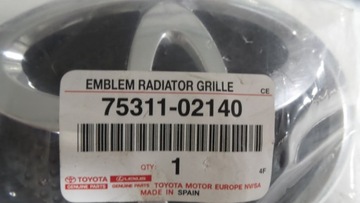 EMBLEM RADIATOR GRILLE
CE
75311-02140
QTY:
1
4F
TOYOTA LEXUS
GENUINE PARTS GENUINE PARTS
TOYOTA MOTOR EUROPE NV/SA
MADE IN SPAIN